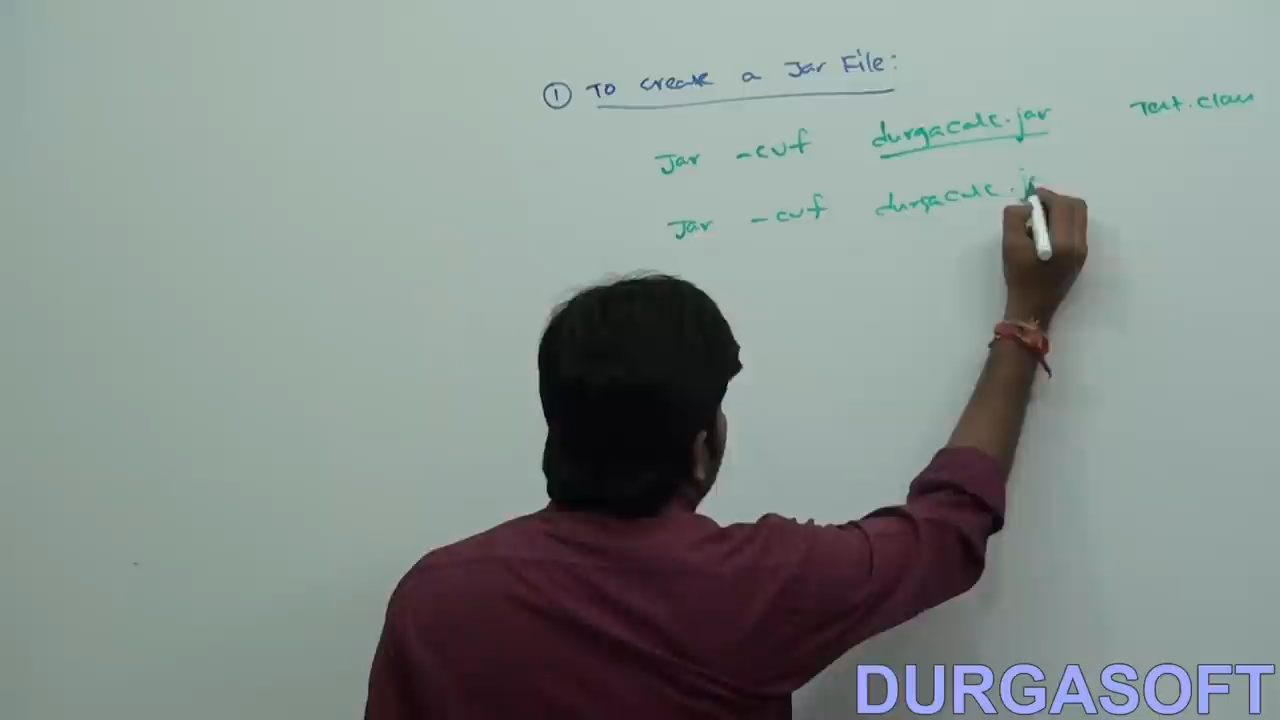 ① To create a Jar File:
Jar -cvf durgacalc.jar Test.class
Jar -cvf durgacalc.j
DURGASOFT